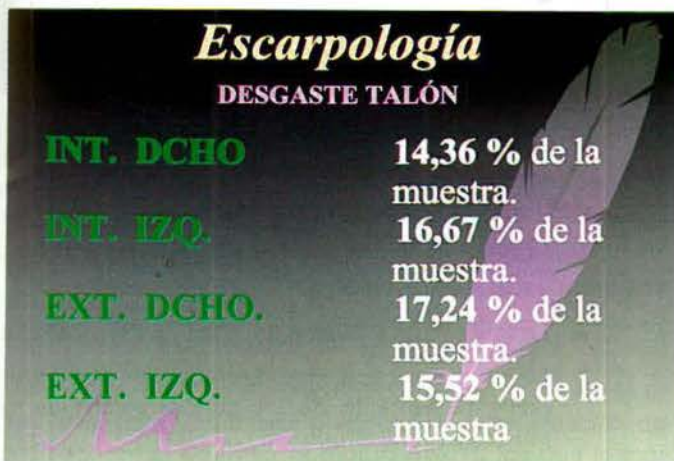 Escarpología
DESGASTE TALÓN
INT. DCHO 14,36 % de la
muestra.
INT. IZQ. 16,67 % de la
muestra.
EXT. DCHO. 17,24 % de la
muestra.
EXT. IZQ. 15,52 % de la
muestra